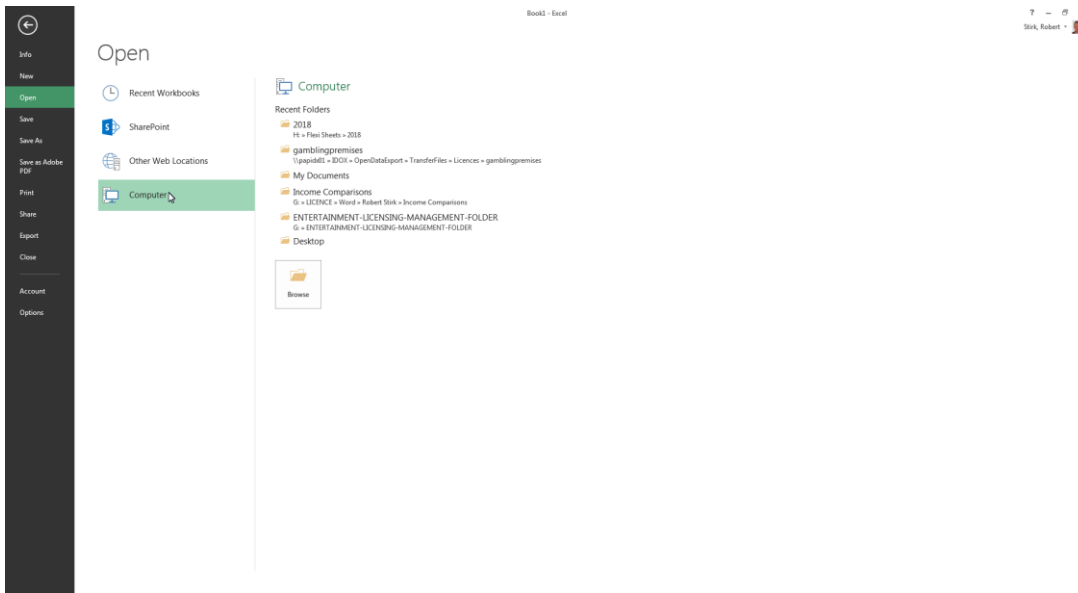 Book1 - Excel
?
Stirk, Robert
Info
New
Open
Save
Save As
Save as Adobe
PDF
Print
Share
Export
Close
Account
Options
Open
Recent Workbooks
SharePoint
Other Web Locations
Computer
Computer
Recent Folders
2018
H: » Flexi Sheets » 2018
gamblingpremises
\\papidx01 » IDOX » OpenDataExport » TransferFiles » Licences » gamblingpremises
My Documents
Income Comparisons
G: » LICENCE » Word » Robert Stirk » Income Comparisons
ENTERTAINMENT-LICENSING-MANAGEMENT-FOLDER
G: » ENTERTAINMENT-LICENSING-MANAGEMENT-FOLDER
Desktop
Browse